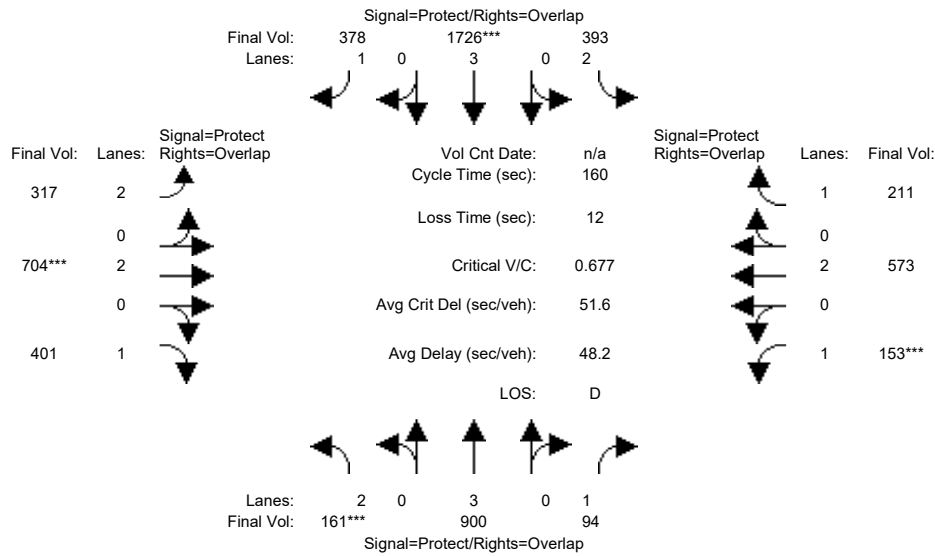 Signal=Protect/Rights=Overlap
Final Vol: 378 1726*** 393
Lanes: 1 0 3 0 2
Signal=Protect Signal=Protect
Final Vol: Lanes: Rights=Overlap Vol Cnt Date: n/a Rights=Overlap Lanes: Final Vol:
Cycle Time (sec): 160
317 2 1 211
Loss Time (sec): 12
0 0
704*** 2 Critical V/C: 0.677 2 573
0 Avg Crit Del (sec/veh): 51.6 0
401 1 Avg Delay (sec/veh): 48.2 1 153***
LOS: D
Lanes: 2 0 3 0 1
Final Vol: 161*** 900 94
Signal=Protect/Rights=Overlap